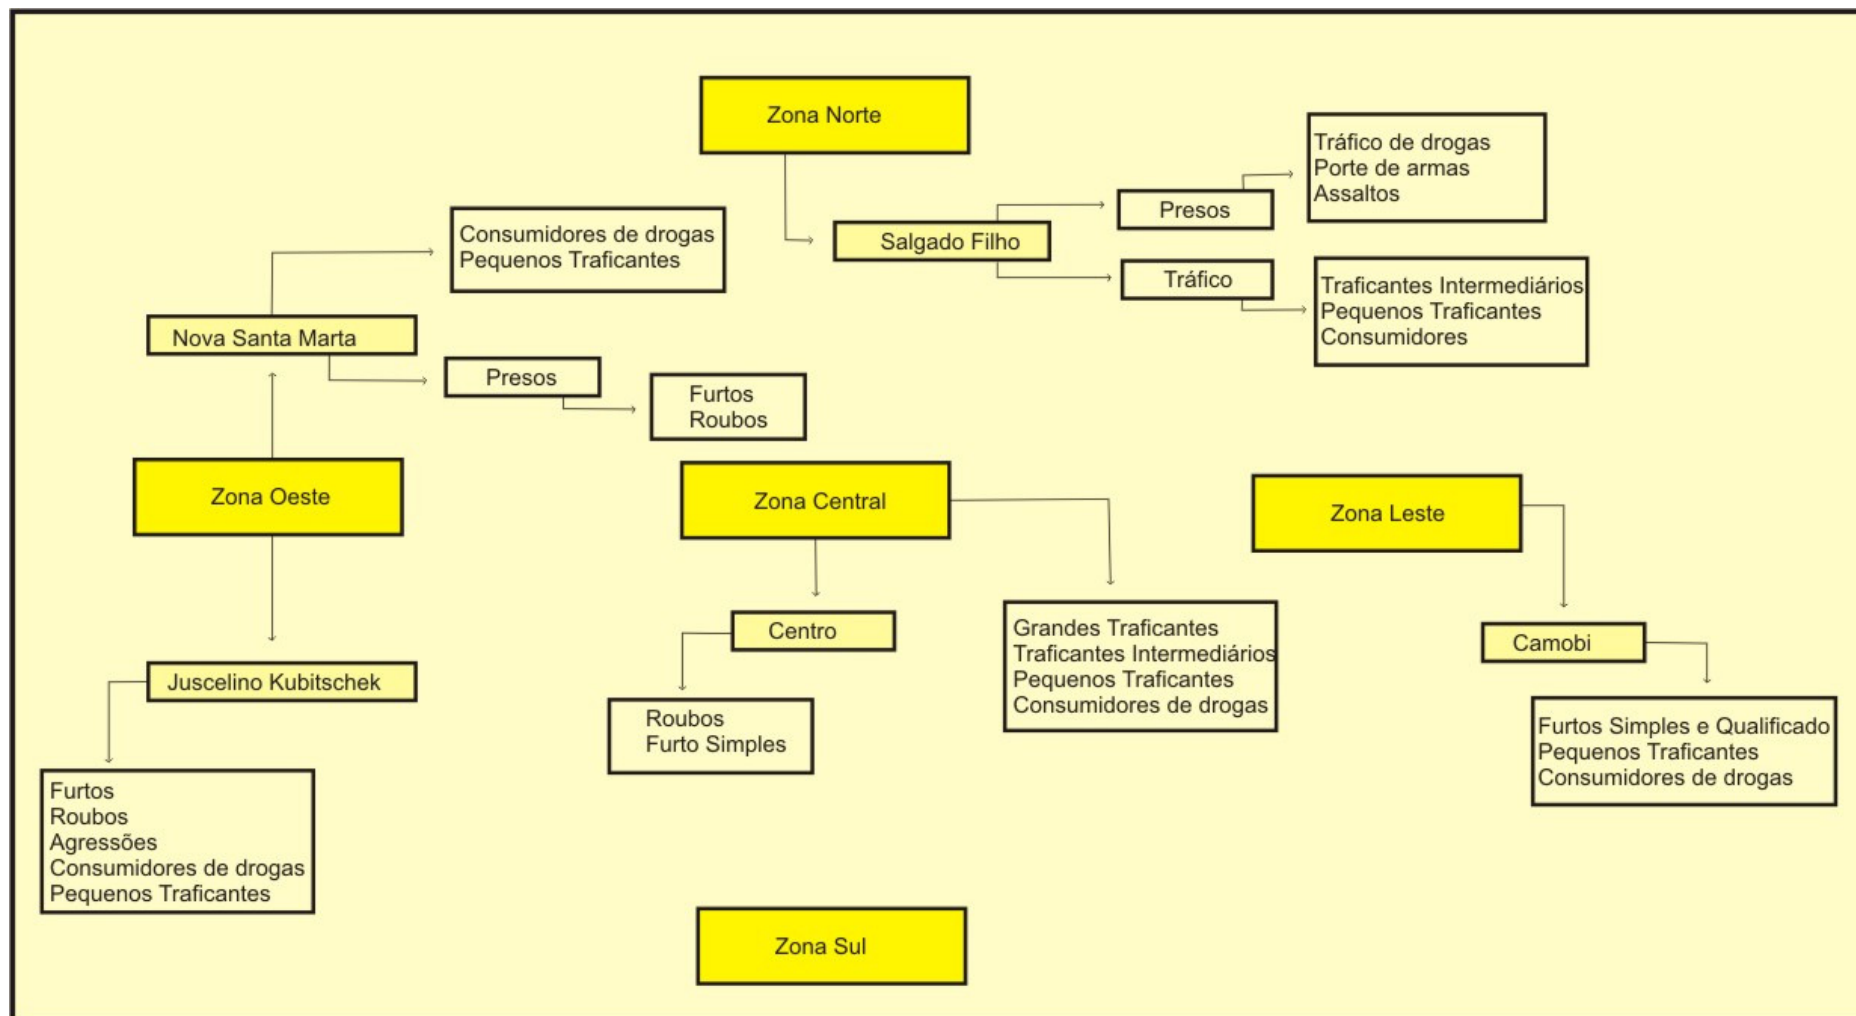 Zona Norte
Tráfico de drogas
Porte de armas
Assaltos
Presos
Salgado Filho
Tráfico
Traficantes Intermediários
Pequenos Traficantes
Consumidores
Consumidores de drogas
Pequenos Traficantes
Nova Santa Marta
Presos
Furtos
Roubos
Zona Oeste
Zona Central
Zona Leste
Juscelino Kubitschek
Furtos
Roubos
Agressões
Consumidores de drogas
Pequenos Traficantes
Centro
Roubos
Furto Simples
Grandes Traficantes
Traficantes Intermediários
Pequenos Traficantes
Consumidores de drogas
Camobi
Furtos Simples e Qualificado
Pequenos Traficantes
Consumidores de drogas
Zona Sul